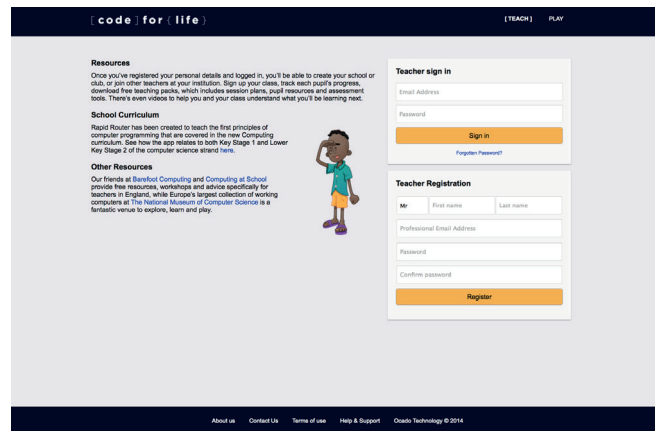 [code]for{life}
[TEACH] PLAY
Resources
Once you've registered your personal details and logged in, you'll be able to create your school or
club, or join other teachers at your institution. Sign up your class, track each pupil's progress,
download free teaching packs, which includes session plans, pupil resources and assessment
tools. There's even videos to help you and your class understand what you'll be learning next.
School Curriculum
Rapid Router has been created to teach the first principles of
computer programming that are covered in the new Computing
curriculum. See how the app relates to both Key Stage 1 and Lower
Key Stage 2 of the computer science strand here.
Other Resources
Our friends at Barefoot Computing and Computing at School
provide free resources, workshops and advice specifically for
teachers in England, while Europe's largest collection of working
computers at The National Museum of Computer Science is a
fantastic venue to explore, learn and play.
Teacher sign in
Email Address
Password
Sign in
Forgotten Password?
Teacher Registration
Mr First name Last name
Professional Email Address
Password
Confirm password
Register
About us Contact Us Terms of use Help & Support Ocado Technology © 2014